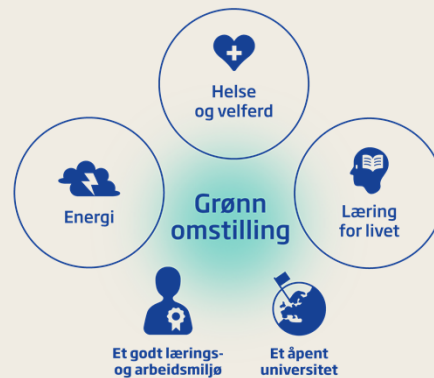 Helse
og velferd
Energi
Grønn
omstilling
Læring
for livet
Et godt lærings-
og arbeidsmiljø
Et åpent
universitet